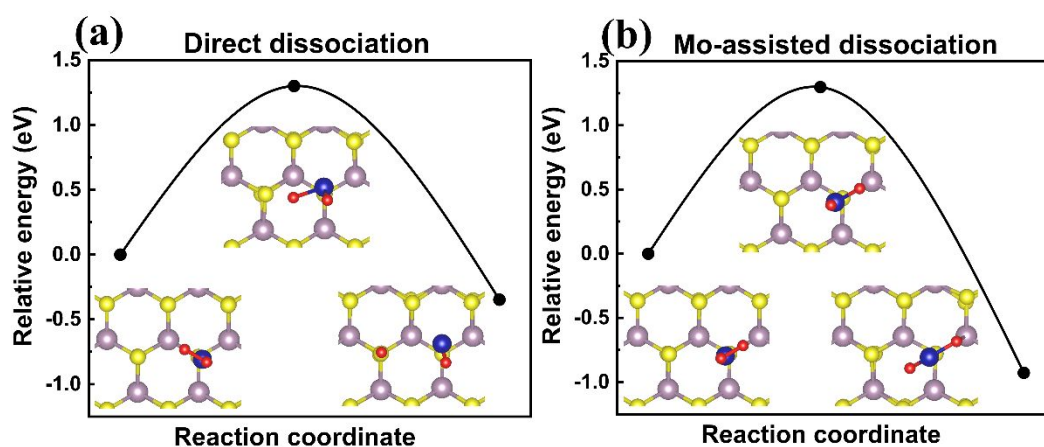 (a)
Direct dissociation
Relative energy (eV)
1.5
1.0
0.5
0.0
-0.5
-1.0
Reaction coordinate
(b)
Mo-assisted dissociation
Relative energy (eV)
1.5
1.0
0.5
0.0
-0.5
-1.0
Reaction coordinate